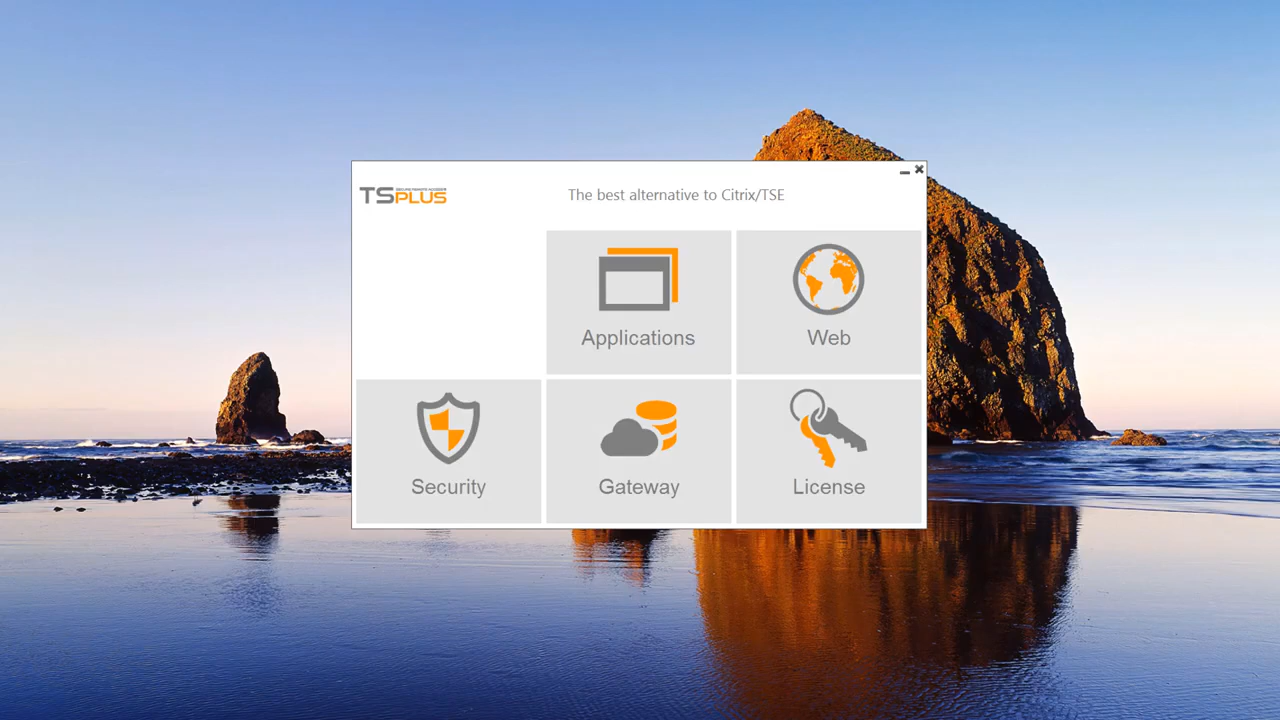 TSPLUS
The best alternative to Citrix/TSE
Applications
Web
Security
Gateway
License